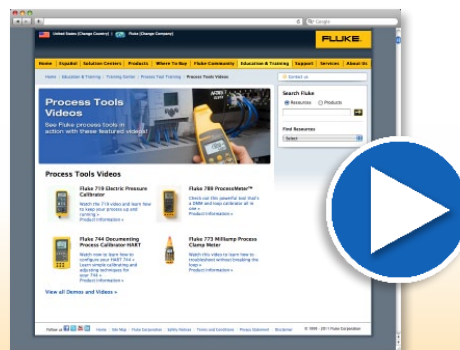 Google
United States (Change Country) | Fluke (Change Company)
FLUKE.
Home Español Solution Centers Products Where To Buy Fluke Community Education & Training Support Services About Us
Home / Education & Training / Training Center / Process Tool Training / Process Tools Videos
Contact us
Process Tools
Videos
See Fluke process tools in
action with these featured videos!
Search Fluke
Resources Products
Find Resources
Select
Process Tools Videos
Fluke 719 Electric Pressure
Calibrator
Watch the 719 video and learn how
to keep your process up and
running »
Product Information »
Fluke 789 ProcessMeter™
Check out this powerful tool that's
a DMM and loop calibrator all in
one »
Product Information »
Fluke 744 Documenting
Process Calibrator-HART
Watch now to learn how to
configure your HART 744 »
Learn simple calibrating and
adjusting techniques for
your 744 »
Product Information »
Fluke 773 Milliamp Process
Clamp Meter
Watch this video to learn how to
troubleshoot without breaking the
loop »
Product Information »
View all Demos and Videos »
Follow us Home Site Map Fluke Corporation Safety Notices Terms and Conditions Privacy Statement Disclaimer © 1995 - 2011 Fluke Corporation